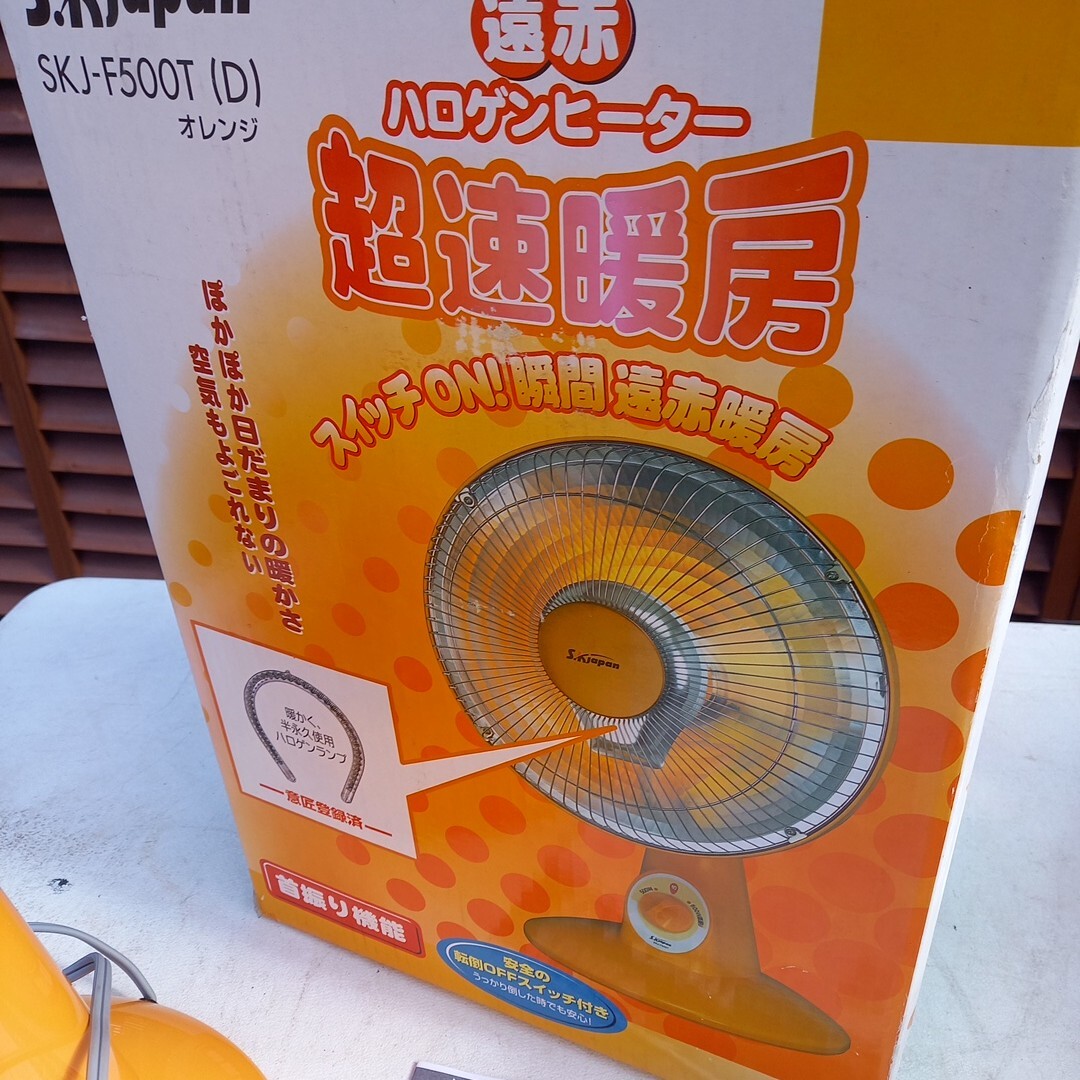 S.KJapan
SKJ-F500T (D)
オレンジ
遠赤
ハロゲンヒーター
超速暖房
スイッチON!瞬間 遠赤暖房
ぽかぽか日だまりの暖かさ
空気もよごれない
S.KJapan
暖かく、
半永久使用
ハロゲンランプ
意匠登録済
首振り機能
安全の
転倒OFFスイッチ付き
うっかり倒した時でも安心!